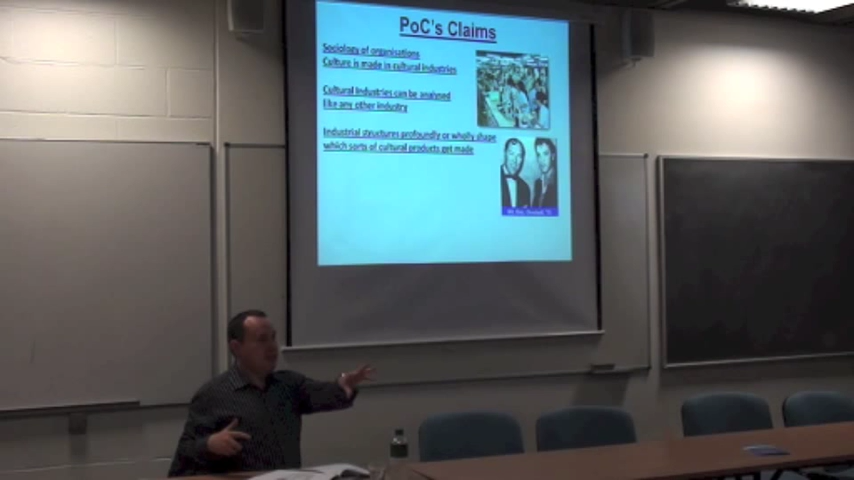 PoC's Claims
Sociology of organisations
Culture is made in cultural industries
Cultural Industries can be analysed
like any other industry
Industrial structures profoundly or wholly shape
which sorts of cultural products get made